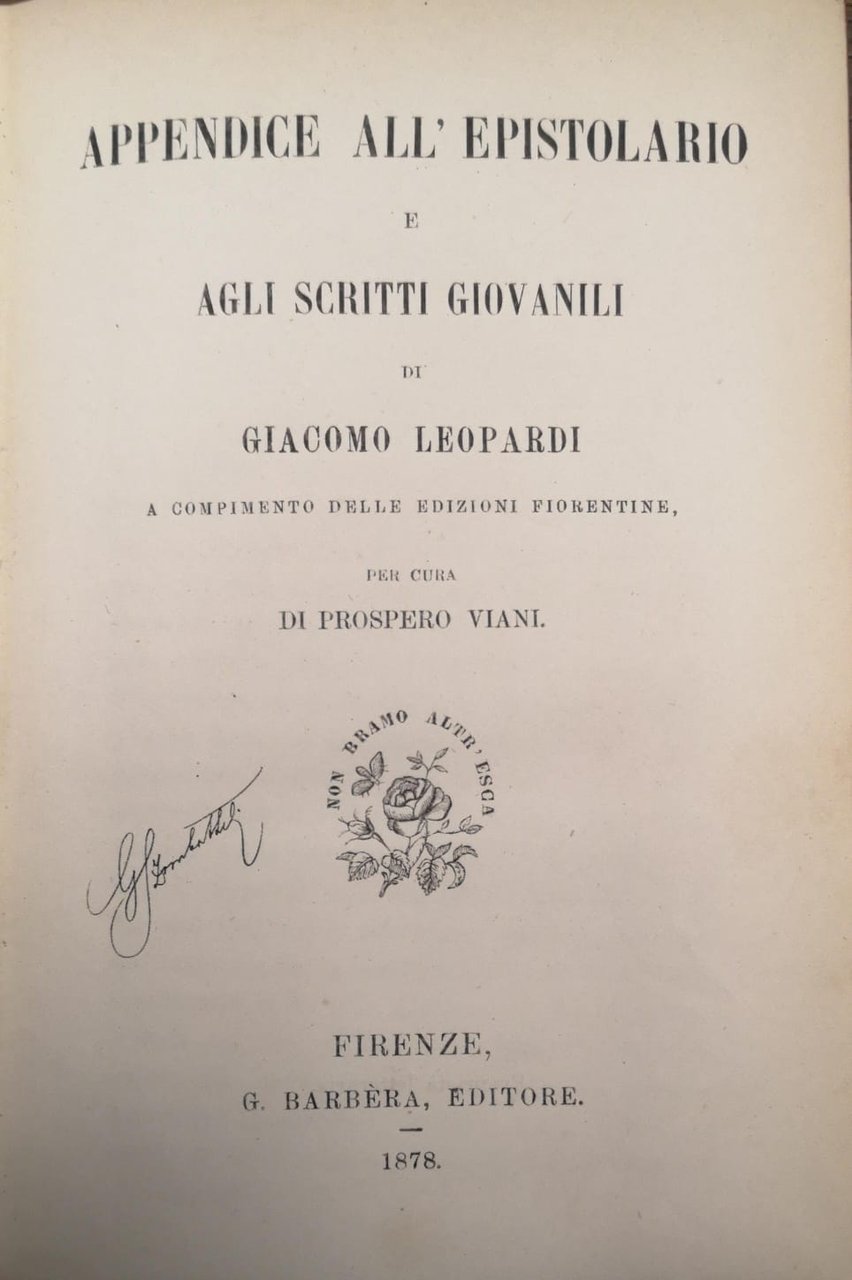 APPENDICE ALL' EPISTOLARIO
E
AGLI SCRITTI GIOVANILI
DI
GIACOMO LEOPARDI
A COMPIMENTO DELLE EDIZIONI FIORENTINE,
PER CURA
DI PROSPERO VIANI.
NON BRAMO ALTR' ESCA
FIRENZE,
G. BARBÈRA, EDITORE.
1878.